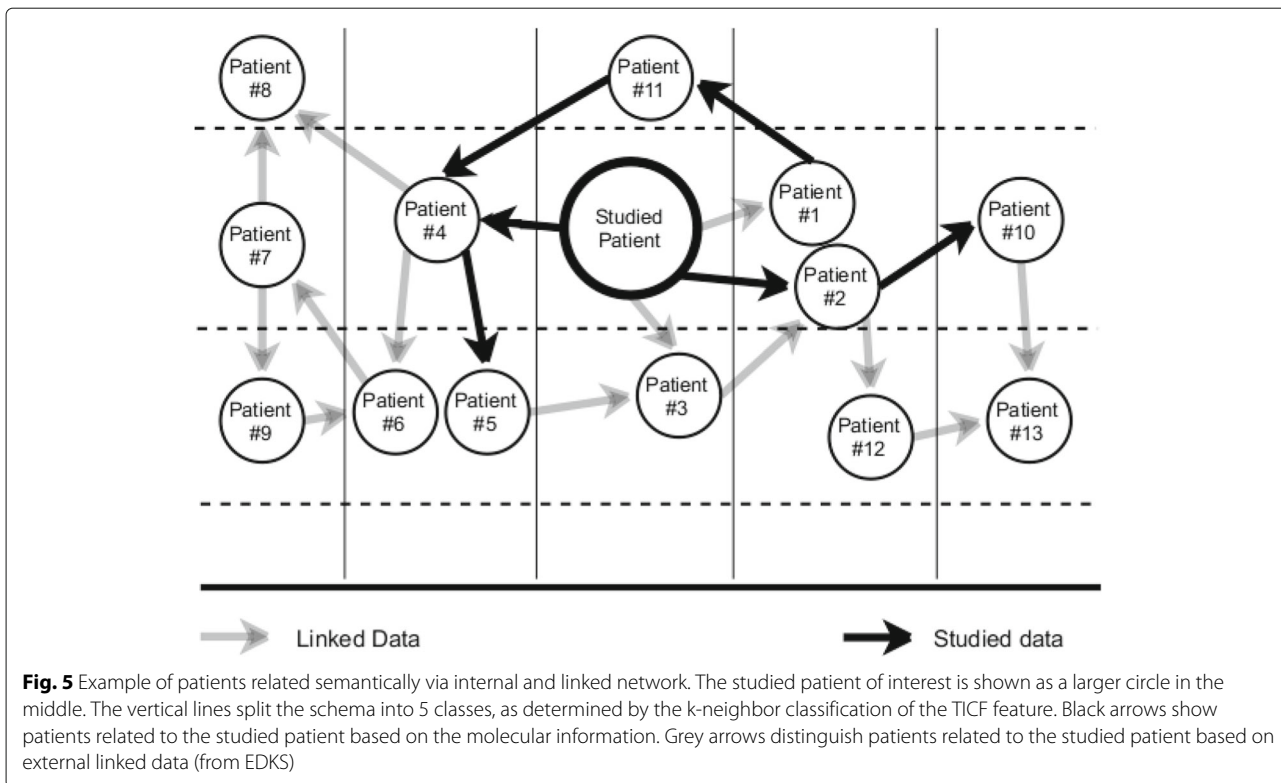 Patient
#8
Patient
#11
Patient
#1
Patient
#4
Studied
Patient
Patient
#10
Patient
#7
Patient
#2
Patient
#9
Patient
#6
Patient
#5
Patient
#3
Patient
#12
Patient
#13
Linked Data
Studied data
Fig. 5 Example of patients related semantically via internal and linked network. The studied patient of interest is shown as a larger circle in the
middle. The vertical lines split the schema into 5 classes, as determined by the k-neighbor classification of the TICF feature. Black arrows show
patients related to the studied patient based on the molecular information. Grey arrows distinguish patients related to the studied patient based on
external linked data (from EDKS)